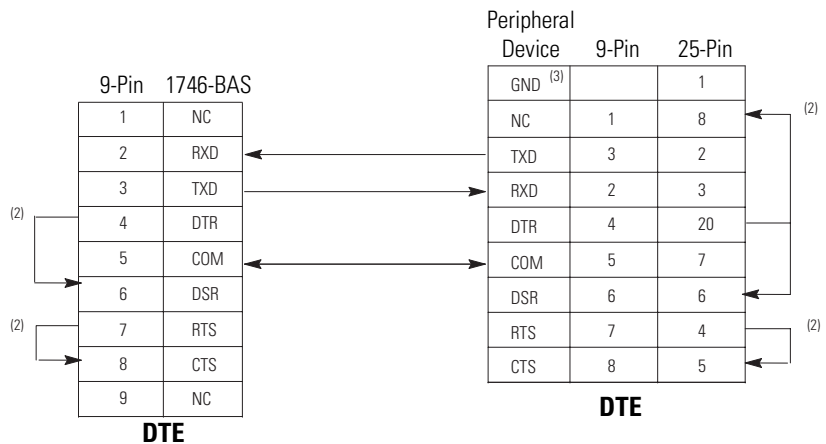 Peripheral
Device 9-Pin 25-Pin
GND (3) 1
NC 1 8
TXD 3 2
RXD 2 3
DTR 4 20
COM 5 7
DSR 6 6
RTS 7 4
CTS 8 5
DTE
(2)
(2)
9-Pin 1746-BAS
1 NC
2 RXD
3 TXD
4 DTR
5 COM
6 DSR
7 RTS
8 CTS
9 NC
DTE
(2)
(2)